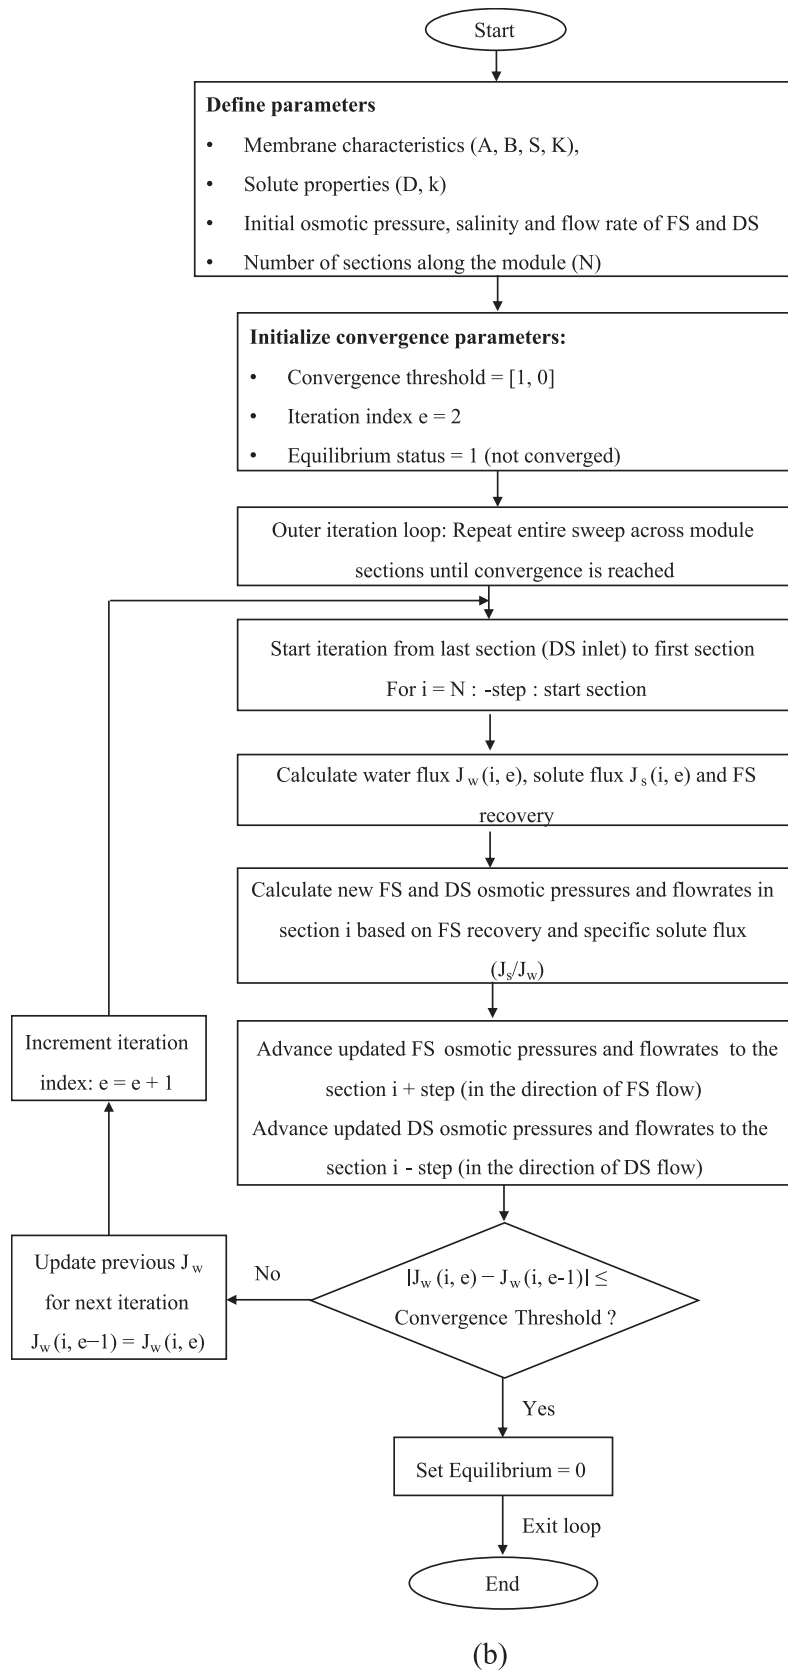 Start
Define parameters
• Membrane characteristics (A, B, S, K),
• Solute properties (D, k)
• Initial osmotic pressure, salinity and flow rate of FS and DS
• Number of sections along the module (N)
Initialize convergence parameters:
• Convergence threshold = [1, 0]
• Iteration index e = 2
• Equilibrium status = 1 (not converged)
Outer iteration loop: Repeat entire sweep across module
sections until convergence is reached
Start iteration from last section (DS inlet) to first section
For i = N : -step : start section
Calculate water flux J w (i, e), solute flux J s (i, e) and FS
recovery
Calculate new FS and DS osmotic pressures and flowrates in
section i based on FS recovery and specific solute flux
(Js/Jw)
Advance updated FS osmotic pressures and flowrates to the
section i + step (in the direction of FS flow)
Advance updated DS osmotic pressures and flowrates to the
section i - step (in the direction of DS flow)
|Jw (i, e) − Jw (i, e-1)| ≤
Convergence Threshold ?
No
Update previous J w
for next iteration
Jw (i, e−1) = Jw (i, e)
Increment iteration
index: e = e + 1
Yes
Set Equilibrium = 0
Exit loop
End
(b)